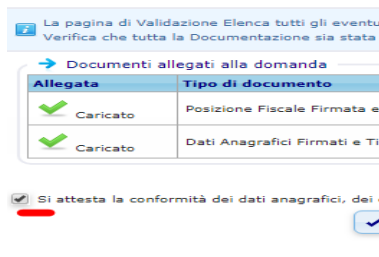 La pagina di Validazione Elenca tutti gli eventu
Verifica che tutta la Documentazione sia stata
Documenti allegati alla domanda
Allegata Tipo di documento
Caricato Posizione Fiscale Firmata e
Caricato Dati Anagrafici Firmati e Ti
Si attesta la conformità dei dati anagrafici, dei